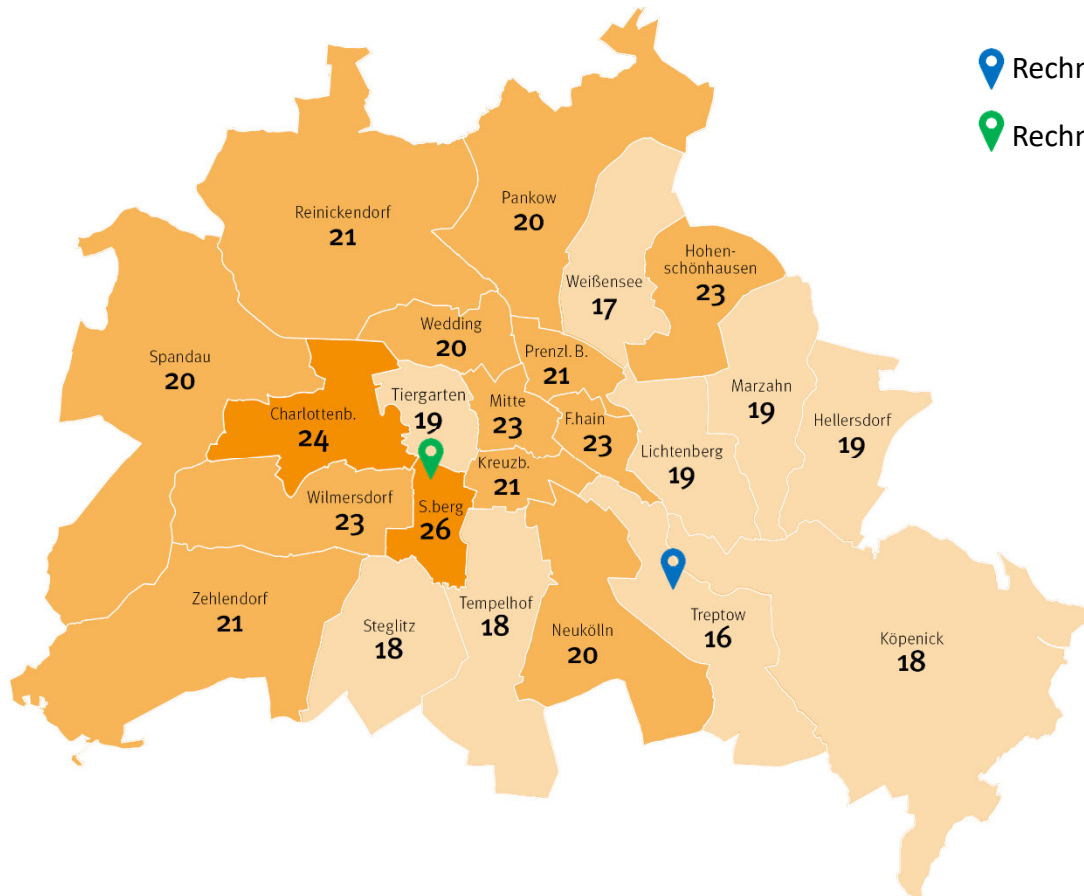 Rechn
Rechn
Pankow
20
Reinickendorf
21
Hohen-
schönhausen
23
Weißensee
17
Wedding
20
Prenzl. B.
21
Spandau
20
Marzahn
19
Hellersdorf
19
Tiergarten
19
Mitte
23
Charlottenb.
24
F.hain
23
Lichtenberg
19
Kreuzb.
21
Wilmersdorf
23
S.berg
26
Zehlendorf
21
Steglitz
18
Tempelhof
18
Neukölln
20
Treptow
16
Köpenick
18